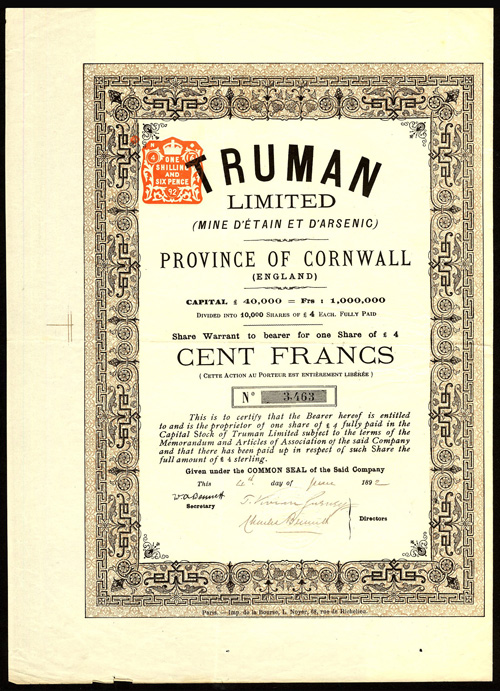 ONE
SHILLING
AND
SIX PENCE
92
TRUMAN
LIMITED
(MINE D'ÉTAIN ET D'ARSENIC)
PROVINCE OF CORNWALL
(ENGLAND)
CAPITAL £ 40,000 = Frs : 1,000,000
DIVIDED INTO 10,000 SHARES OF £ 4 EACH. FULLY PAID
Share Warrant to bearer for one Share of £ 4
CENT FRANCS
( CETTE ACTION AU PORTEUR EST ENTIÈREMENT LIBÉRÉE )
N° 3463
This is to certify that the Bearer hereof is entitled
to and is the proprietor of one share of £ 4 fully paid in the
Capital Stock of Truman Limited subject to the terms of the
Memorandum and Articles of Association of the said Company
and that there has been paid up in respect of such Share the
full amount of £ 4 sterling.
Given under the COMMON SEAL of the Said Company
This day of June 1892
Secretary
Charles Bennett
Directors
Paris. — Imp. de la Bourse, L. Noyer, rue de Richelieu.